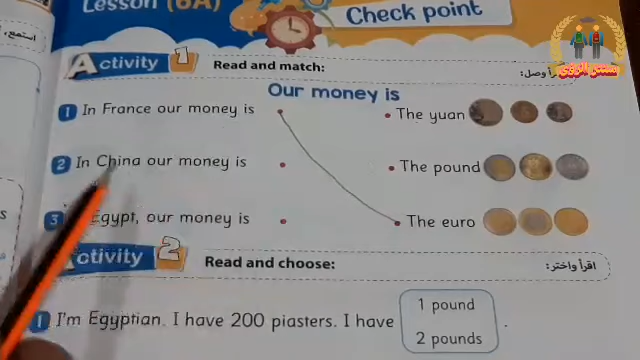 Lesson (6A)
Check point
استمع،
Activity 1 Read and match:
اقرأ وصل:
Our money is
1 In France our money is
The yuan
2 In China our money is
The pound
3 Egypt, our money is
The euro
s
Activity 2 Read and choose:
اقرأ واختر:
1 I'm Egyptian. I have 200 piasters. I have
1 pound
2 pounds
.